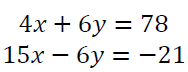 4x + 6y = 78
15x − 6y = −21